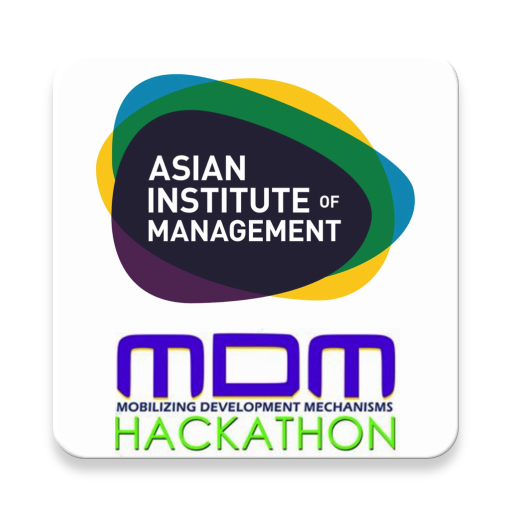 ASIAN
INSTITUTE OF
MANAGEMENT
MDM
MOBILIZING DEVELOPMENT MECHANISMS
HACKATHON